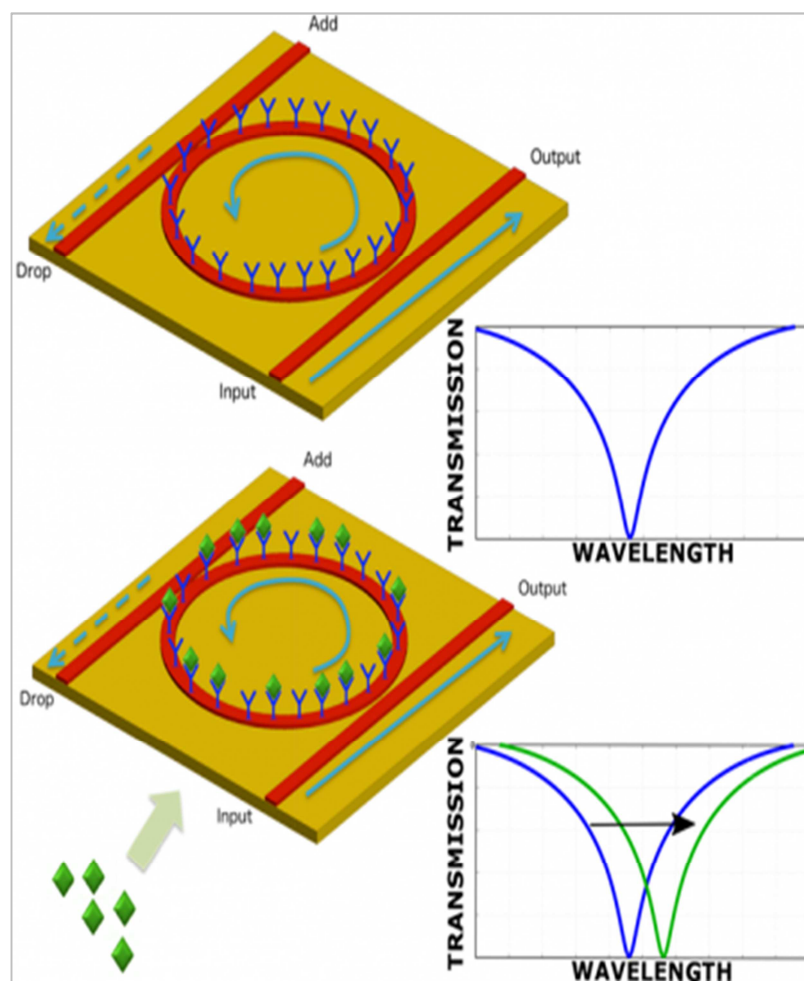 Add
Output
Drop
Input
TRANSMISSION
WAVELENGTH
Add
Output
Drop
Input
TRANSMISSION
WAVELENGTH